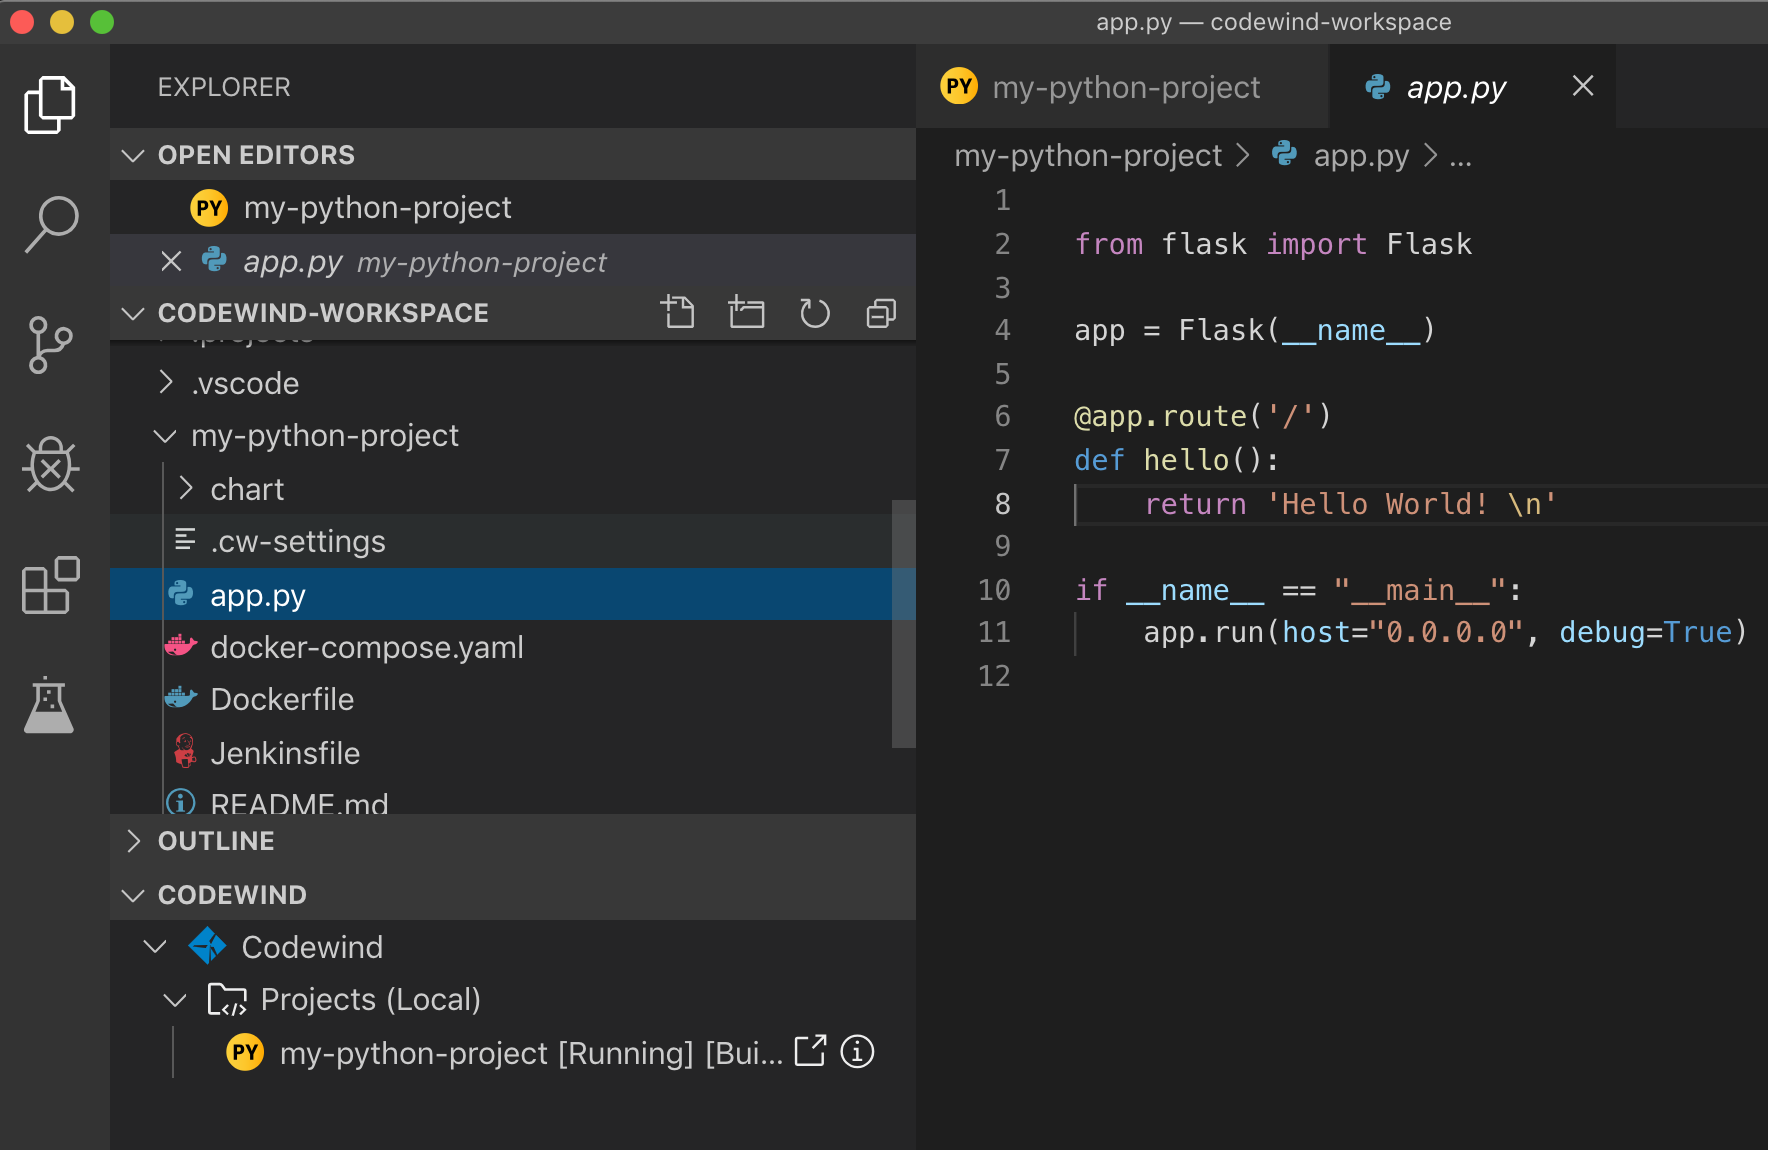 app.py — codewind-workspace
EXPLORER
OPEN EDITORS
PY my-python-project
app.py my-python-project
CODEWIND-WORKSPACE
.projects
.vscode
my-python-project
chart
.cw-settings
app.py
docker-compose.yaml
Dockerfile
Jenkinsfile
README.md
OUTLINE
CODEWIND
Codewind
Projects (Local)
PY my-python-project [Running] [Bui...
PY my-python-project
app.py
my-python-project > app.py > ...
1
2 from flask import Flask
3
4 app = Flask(__name__)
5
6 @app.route('/')
7 def hello():
8     return 'Hello World! \n'
9
10 if __name__ == "__main__":
11     app.run(host="0.0.0.0", debug=True)
12